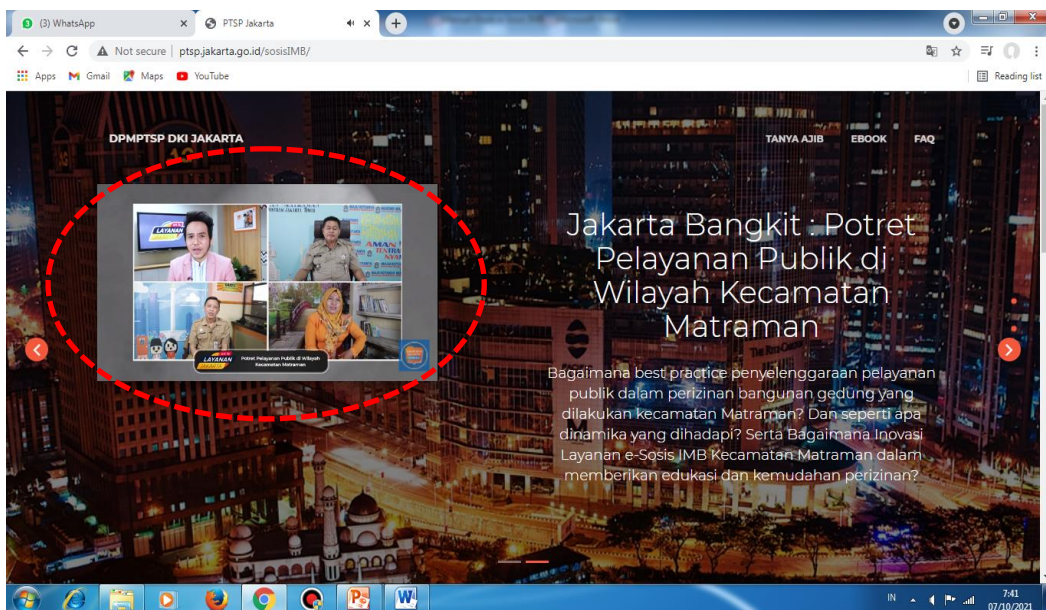 (3) WhatsApp
PTSP Jakarta
Not secure | ptsp.jakarta.go.id/sosisIMB/
Apps Gmail Maps YouTube Reading list
DPMPTSP DKI JAKARTA
TANYA AJIB EBOOK FAQ
LAYANAN
JAKARTA
AMAN
LAYANAN
JAKARTA
Potret Pelayanan Publik di Wilayah
Kecamatan Matraman
Jakarta Bangkit : Potret
Pelayanan Publik di
Wilayah Kecamatan
Matraman
Bagaimana best practice penyelenggaraan pelayanan
publik dalam perizinan bangunan gedung yang
dilakukan kecamatan Matraman? Dan seperti apa
dinamika yang dihadapi? Serta Bagaimana Inovasi
Layanan e-Sosis IMB Kecamatan Matraman dalam
memberikan edukasi dan kemudahan perizinan?
IN
7:41
07/10/2021